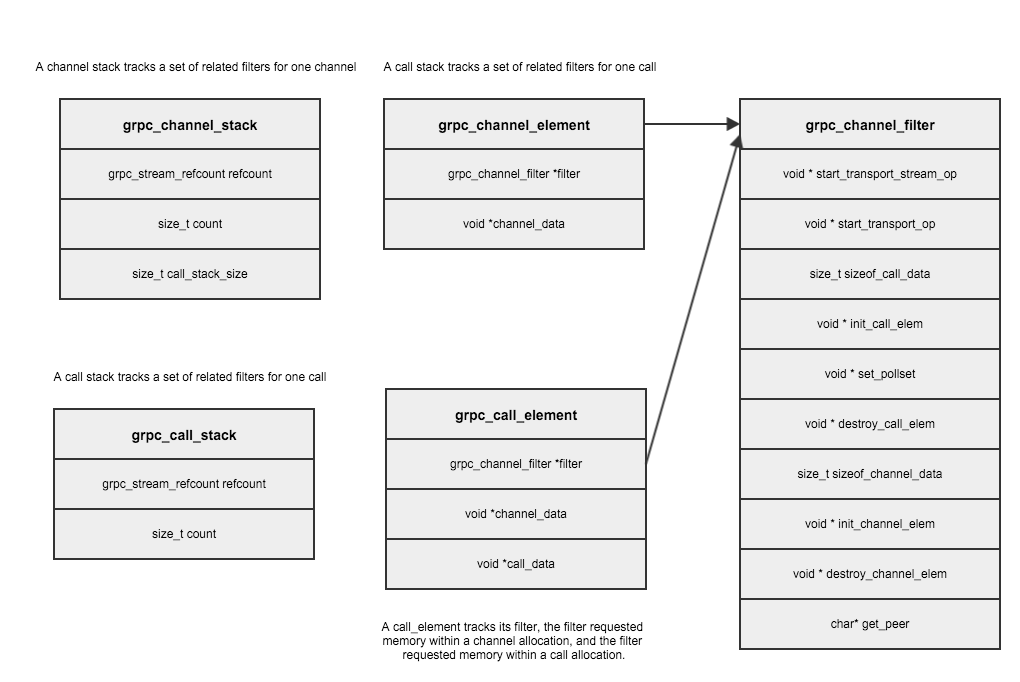 A channel stack tracks a set of related filters for one channel
grpc_channel_stack
grpc_stream_refcount refcount
size_t count
size_t call_stack_size
A call stack tracks a set of related filters for one call
grpc_channel_element
grpc_channel_filter *filter
void *channel_data
grpc_channel_filter
void * start_transport_stream_op
void * start_transport_op
size_t sizeof_call_data
void * init_call_elem
void * set_pollset
void * destroy_call_elem
size_t sizeof_channel_data
void * init_channel_elem
void * destroy_channel_elem
char* get_peer
A call stack tracks a set of related filters for one call
grpc_call_stack
grpc_stream_refcount refcount
size_t count
grpc_call_element
grpc_channel_filter *filter
void *channel_data
void *call_data
A call_element tracks its filter, the filter requested
memory within a channel allocation, and the filter
requested memory within a call allocation.